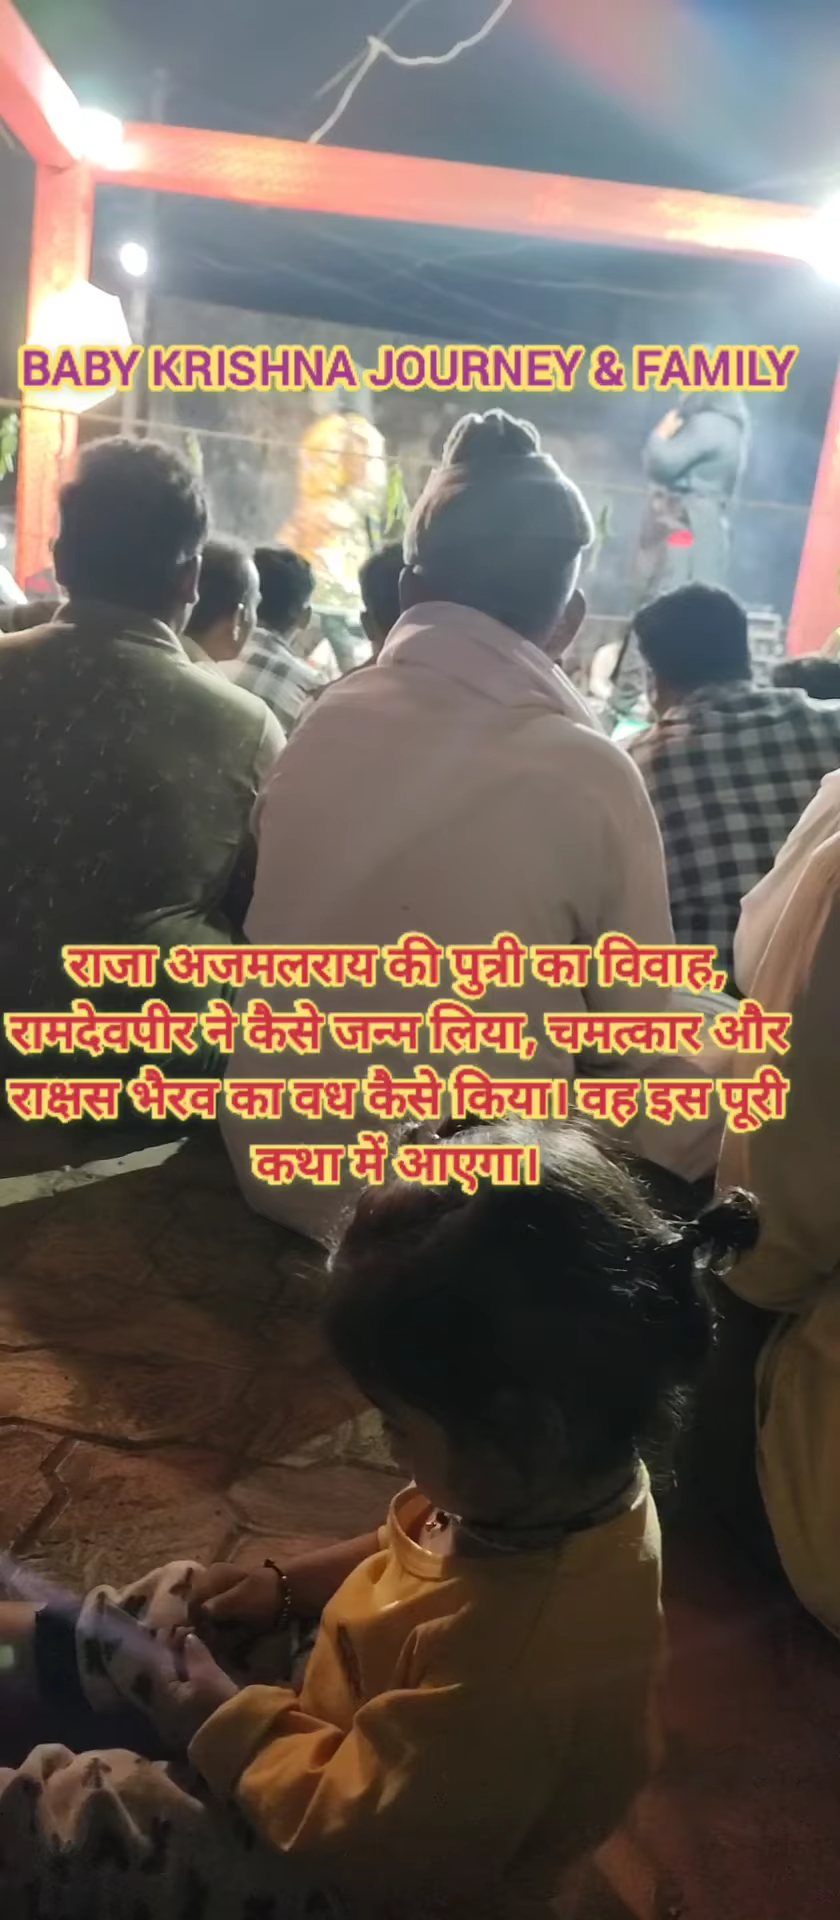 BABY KRISHNA JOURNEY & FAMILY
राजा अजमलराय की पुत्री का विवाह,
रामदेवपीर ने कैसे जन्म लिया, चमत्कार और
राक्षस भैरव का वध कैसे किया। वह इस पूरी
कथा में आएगा।